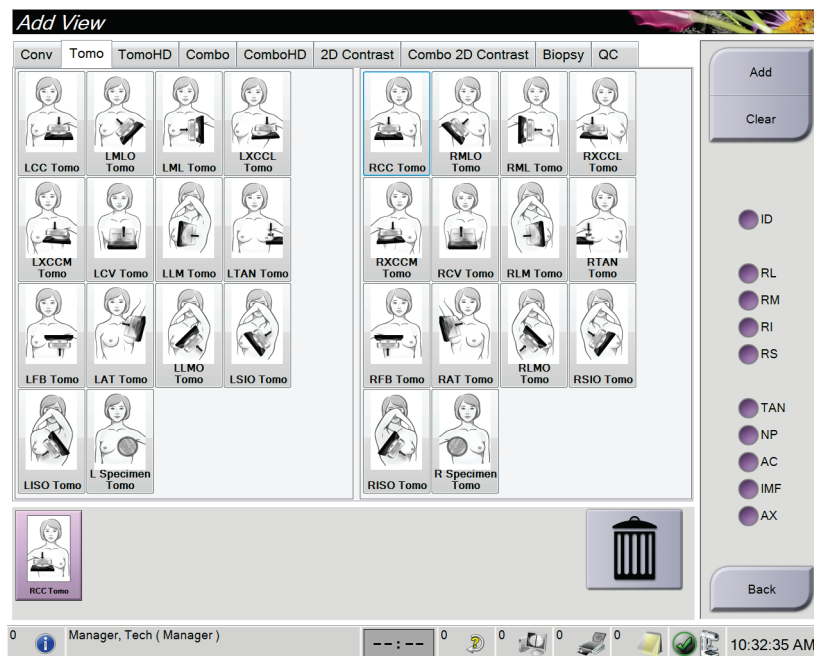 Add View
Conv Tomo TomoHD Combo ComboHD 2D Contrast Combo 2D Contrast Biopsy QC
LCC Tomo
LMLO
Tomo
LML Tomo
LXCCL
Tomo
RCC Tomo
RMLO
Tomo
RML Tomo
RXCCL
Tomo
LXCCM
Tomo
LCV Tomo
LLM Tomo
LTAN Tomo
RXCCM
Tomo
RCV Tomo
RLM Tomo
RTAN
Tomo
LFB Tomo
LAT Tomo
LLMO
Tomo
LSIO Tomo
RFB Tomo
RAT Tomo
RLMO
Tomo
RSIO Tomo
LISO Tomo
L Specimen
Tomo
RISO Tomo
R Specimen
Tomo
RCC Tomo
Add
Clear
ID
RL
RM
RI
RS
TAN
NP
AC
IMF
AX
Back
0 Manager, Tech ( Manager ) --:-- 0 0 0 0 10:32:35 AM